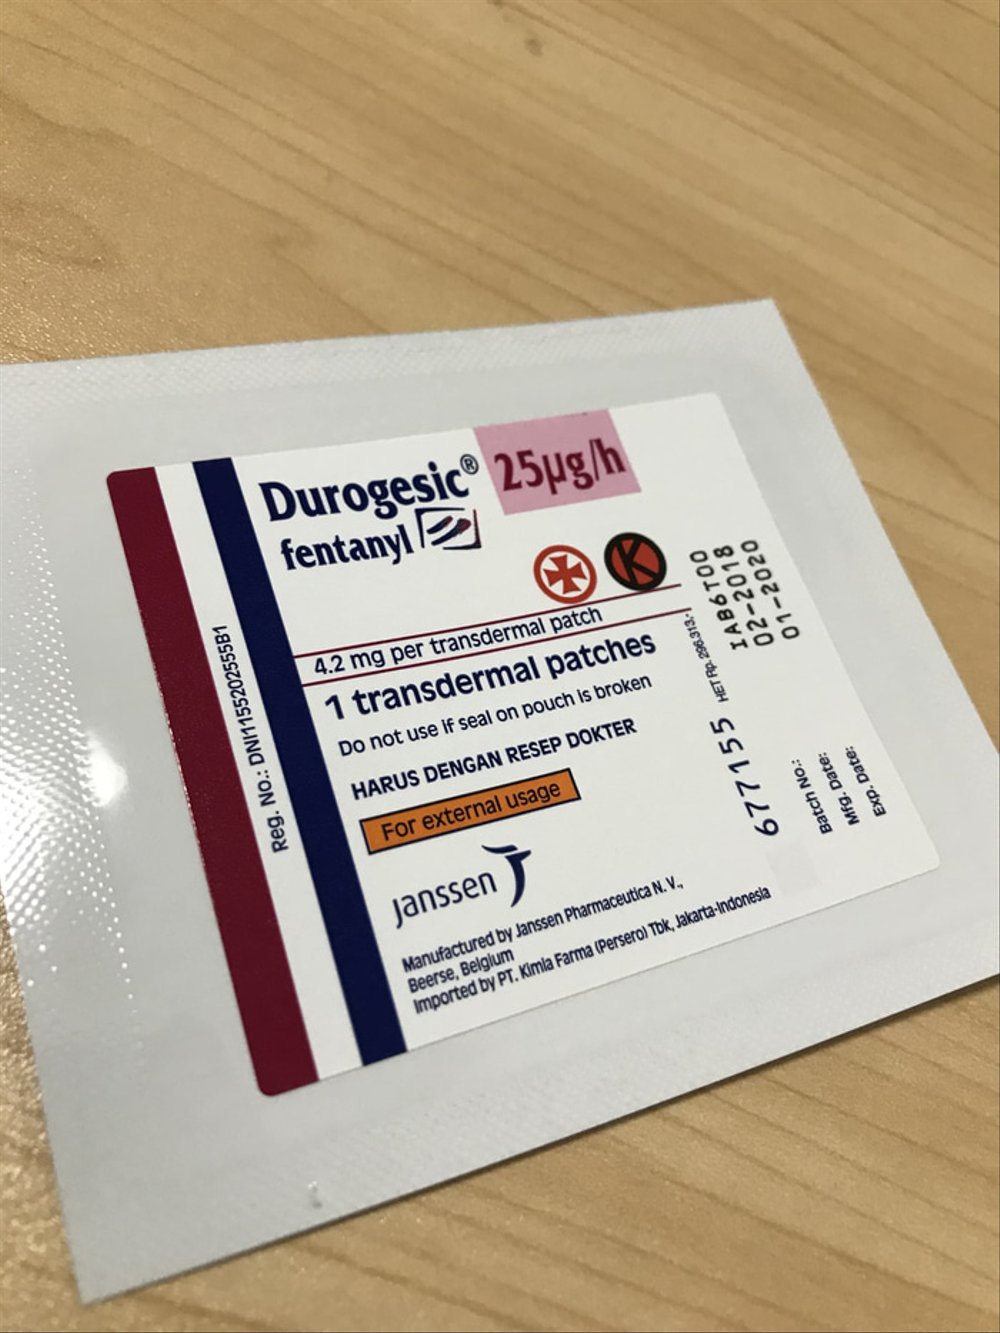 Durogesic® 25µg/h
fentanyl
K
4.2 mg per transdermal patch
1 transdermal patches
Do not use if seal on pouch is broken
HARUS DENGAN RESEP DOKTER
For external usage
janssen
Manufactured by Janssen Pharmaceutica N.V.,
Beerse, Belgium
Imported by PT. Kimia Farma (Persero) Tbk, Jakarta-Indonesia
Reg. No.: DNI1155202555B1
677155 HET Rp. 296.313,-
Batch No.: IAB6T00
Mfg. Date: 02-2018
Exp. Date: 01-2020